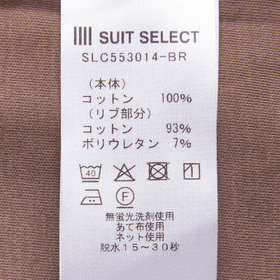 SUIT SELECT
SLC553014-BR
(本体)
コットン 100%
(リブ部分)
コットン 93%
ポリウレタン 7%
40
F
無蛍光洗剤使用
あて布使用
ネット使用
脱水15~30秒